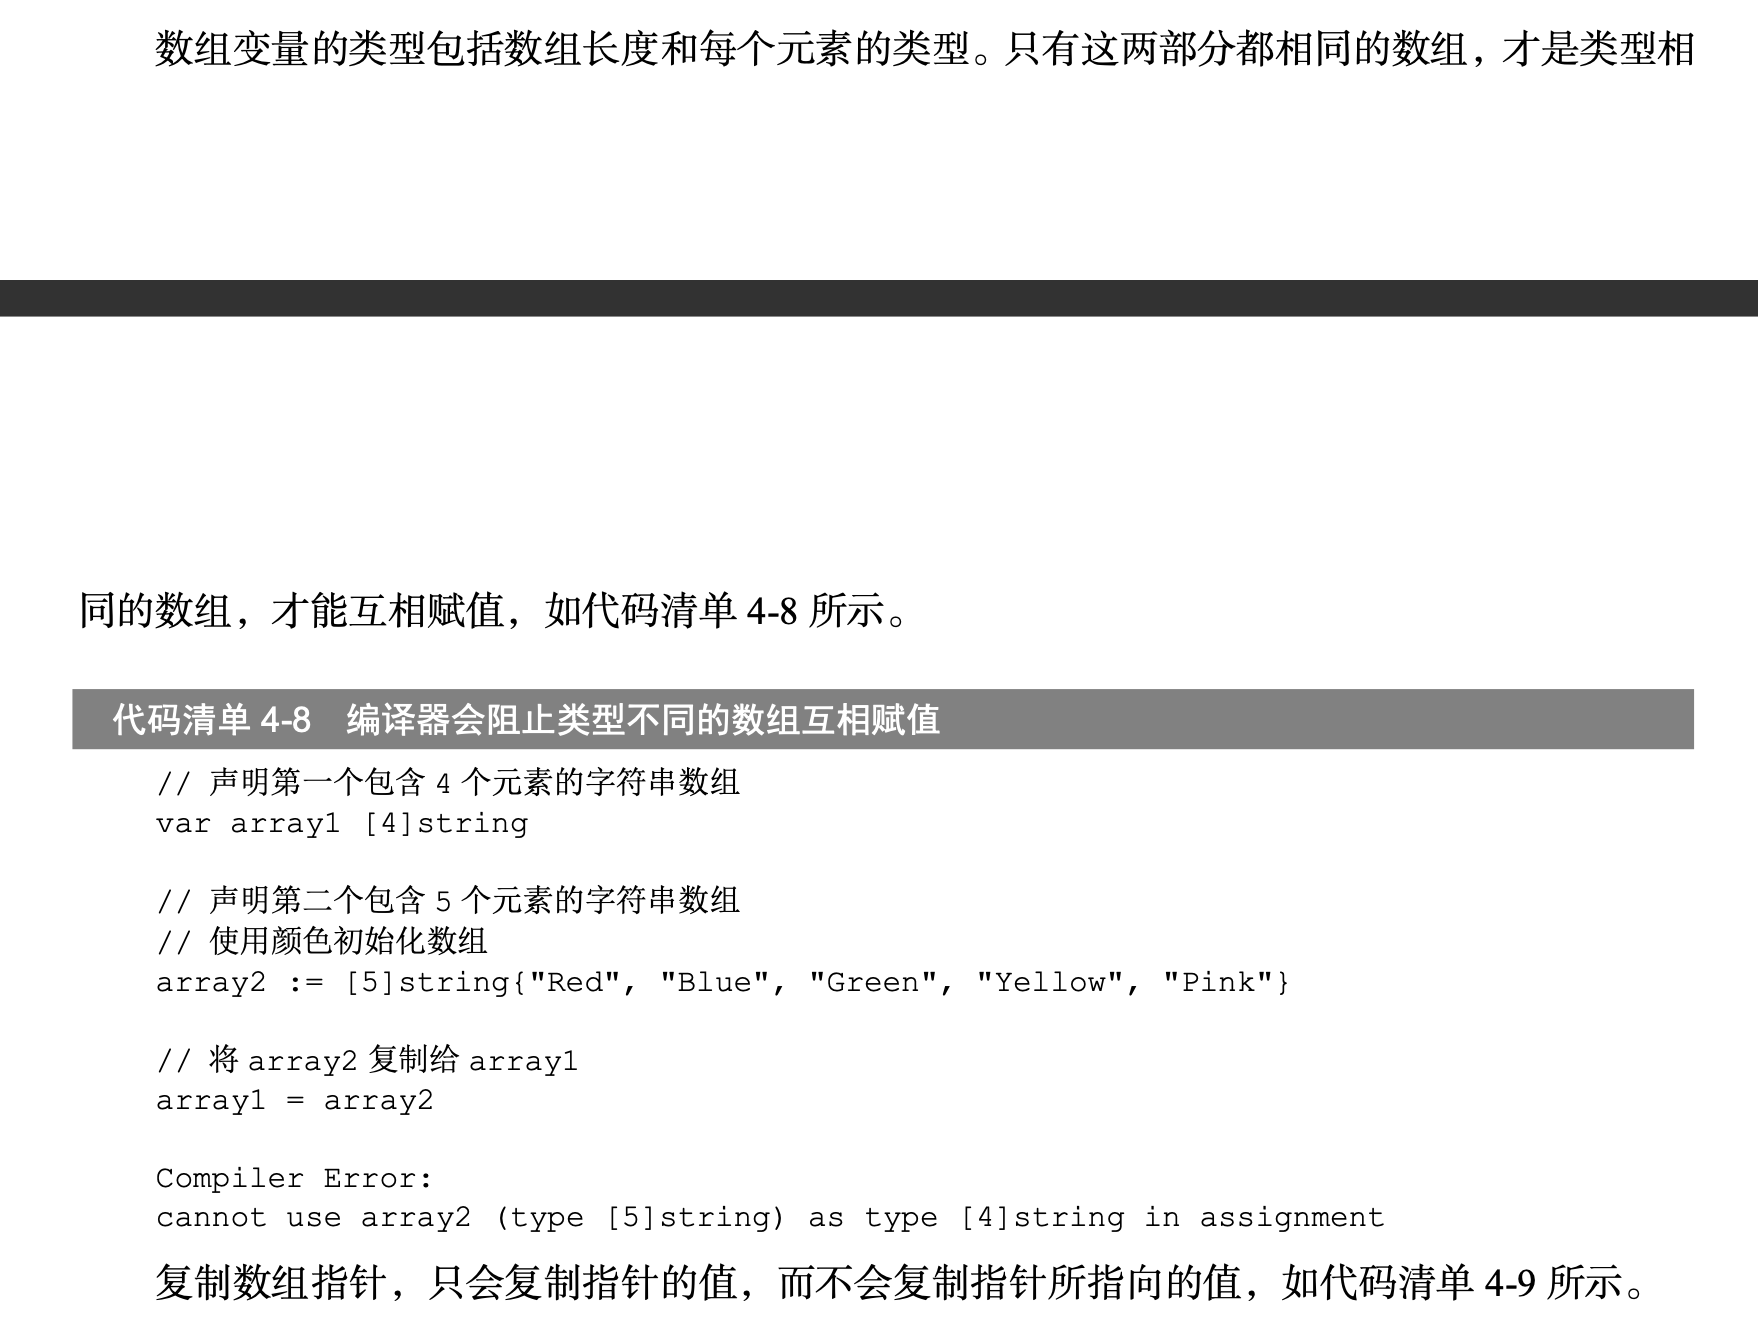 数组变量的类型包括数组长度和每个元素的类型。只有这两部分都相同的数组，才是类型相
同的数组，才能互相赋值，如代码清单 4-8 所示。
代码清单 4-8 编译器会阻止类型不同的数组互相赋值
// 声明第一个包含 4 个元素的字符串数组
var array1 [4]string
// 声明第二个包含 5 个元素的字符串数组
// 使用颜色初始化数组
array2 := [5]string{"Red", "Blue", "Green", "Yellow", "Pink"}
// 将 array2 复制给 array1
array1 = array2
Compiler Error:
cannot use array2 (type [5]string) as type [4]string in assignment
复制数组指针，只会复制指针的值，而不会复制指针所指向的值，如代码清单 4-9 所示。